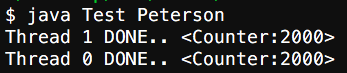 $ java Test Peterson
Thread 1 DONE.. <Counter:2000>
Thread 0 DONE.. <Counter:2000>